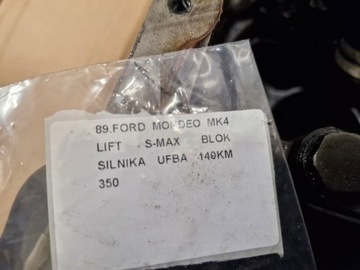 89.FORD MONDEO MK4
LIFT S-MAX BLOK
SILNIKA UFBA 140KM
350